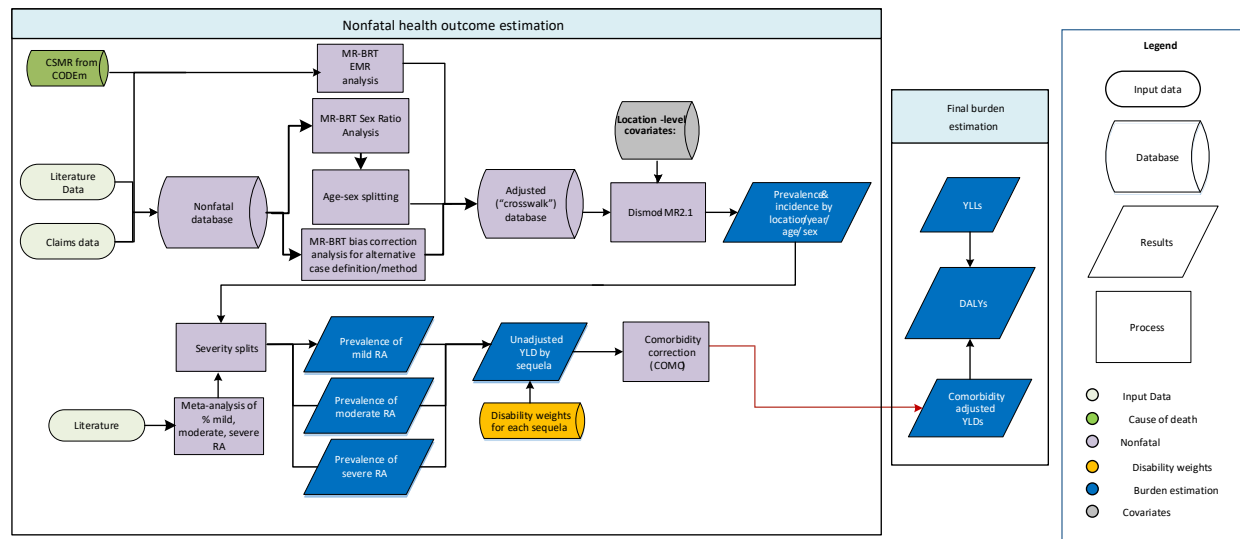 Nonfatal health outcome estimation
CSMR from
CODEm
MR-BRT
EMR
analysis
MR-BRT Sex Ratio
Analysis
Age-sex splitting
MR-BRT bias correction
analysis for alternative
case definition/method
Literature
Data
Claims data
Nonfatal
database
Adjusted
(“crosswalk”)
database
Location -level
covariates:
Dismod MR2.1
Prevalence &
incidence by
location/year/
age/sex
Severity splits
Literature
Meta-analysis of
% mild,
moderate, severe
RA
Prevalence of
mild RA
Prevalence of
moderate RA
Prevalence of
severe RA
Unadjusted
YLD by
sequela
Disability weights
for each sequela
Comorbidity
correction
(COMO)
Final burden
estimation
YLLs
DALYs
Comorbidity
adjusted
YLDs
Legend
Input data
Database
Results
Process
Input Data
Cause of death
Nonfatal
Disability weights
Burden estimation
Covariates